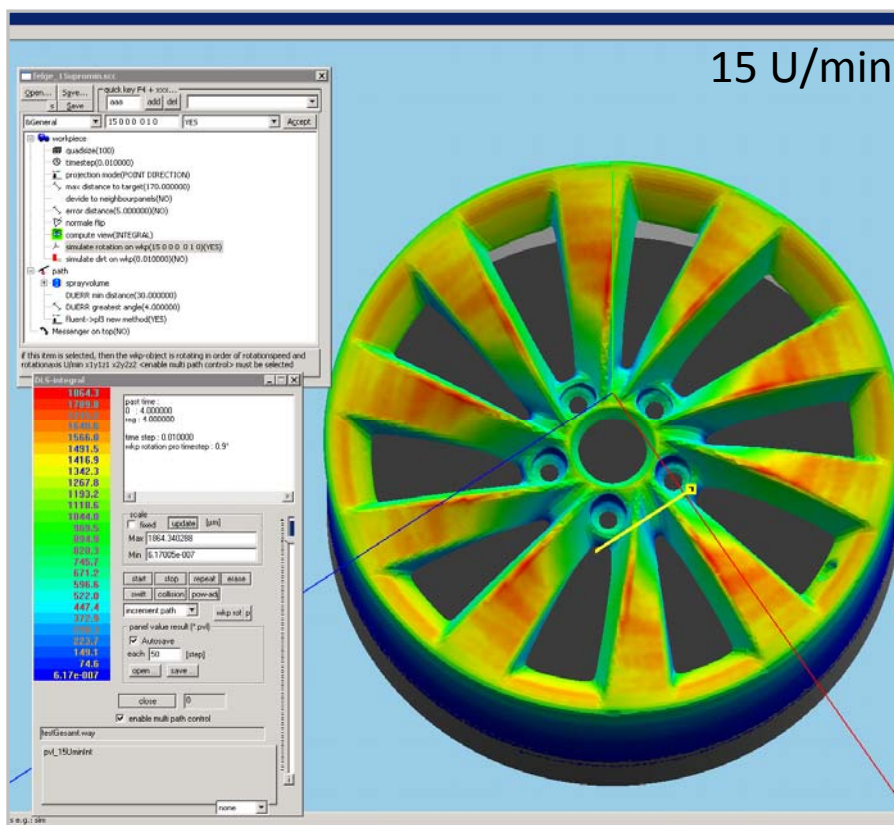 15 U/min
felge_15upromin.scc
Open... Save... quick key F4 + xxx...
s Save aaa add del
15 0 0 0 0 1 0 YES Accept
workpiece
quadsize(100)
timestep(0.010000)
projection mode(POINT DIRECTION)
max distance to target(170.000000)
devide to neighbourpanels(NO)
error distance(5.000000)(NO)
normale flip
compute view(INTEGRAL)
simulate rotation on wkp(15 0 0 0 0 1 0)(YES)
simulate dirt on wkp(0.010000)(NO)
path
sprayvolume
DUERR min distance(30.000000)
DUERR greatest angle(4.000000)
fluent->pl3 new method(YES)
Messenger on top(NO)
if this item is selected, then the wkp-object is rotating in order of rotationspeed and
rotationaxis U/min x1y1z1 x2y2z2 <enable multi path control> must be selected
DLS-integral
1864.3
1789.8
1566.0
1491.5
1416.9
1342.3
1267.8
1193.2
1118.6
1044.0
969.5
894.9
820.3
745.7
671.2
596.6
522.0
447.4
372.9
223.7
149.1
74.6
6.17e-007
past time :
0 : 4.000000
reg : 4.000000
time step : 0.010000
wkp rotation pro timestep : 0.9°
scale
fixed update [µm]
Max 1864.340288
Min 6.17005e-007
start stop repeat erase
swift collision pow-adj
increment path wkp rot p
panel value result (*.pvl)
Autosave
each 50 [step]
open... save...
close 0
enable multi path control
testGesamt.way
pvl_15UminInt
none
s e.g.: sim